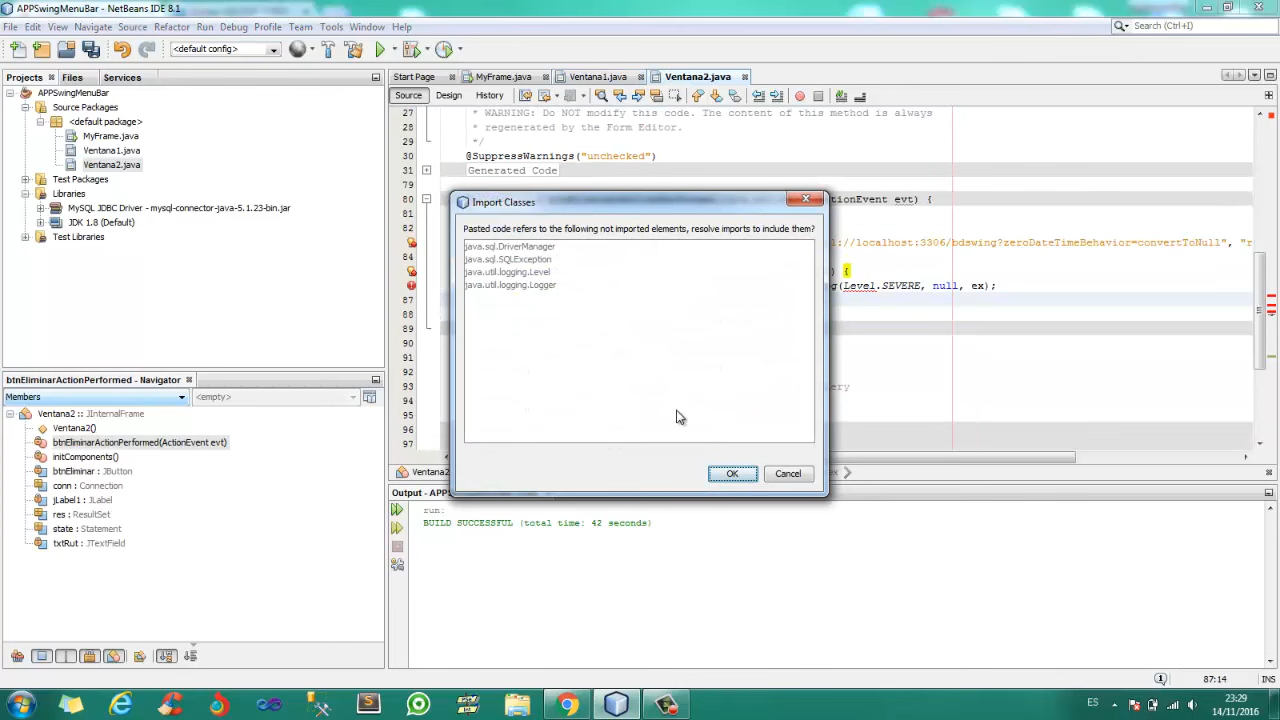 APPSwingMenuBar - NetBeans IDE 8.1
File Edit View Navigate Source Refactor Run Debug Profile Team Tools Window Help
Search (Ctrl+I)
<default config>
Projects
Files
Services
APPSwingMenuBar
Source Packages
<default package>
MyFrame.java
Ventana1.java
Ventana2.java
Test Packages
Libraries
MySQL JDBC Driver - mysql-connector-java-5.1.23-bin.jar
JDK 1.8 (Default)
Test Libraries
btnEliminarActionPerformed - Navigator
Members
<empty>
Ventana2 :: JInternalFrame
Ventana2()
btnEliminarActionPerformed(ActionEvent evt)
initComponents()
btnEliminar : JButton
conn : Connection
jLabel1 : JLabel
res : ResultSet
state : Statement
txtRut : JTextField
Start Page
MyFrame.java
Ventana1.java
Ventana2.java
Source
Design
History
27 * WARNING: Do NOT modify this code. The content of this method is always
28 * regenerated by the Form Editor.
29 */
30 @SuppressWarnings("unchecked")
31 Generated Code
79
80 ctionEvent evt) {
81
82
l://localhost:3306/bdswing?zeroDateTimeBehavior=convertToNull", "r
84
) {
g(Level.SEVERE, null, ex);
87
88
89
90
91
92
93 ery
94
95
96
97
Import Classes
Pasted code refers to the following not imported elements, resolve imports to include them?
java.sql.DriverManager
java.sql.SQLException
java.util.logging.Level
java.util.logging.Logger
OK
Cancel
Ventana2
Output - APP
run:
BUILD SUCCESSFUL (total time: 42 seconds)
1
87:14
INS
ES
23:29
14/11/2016